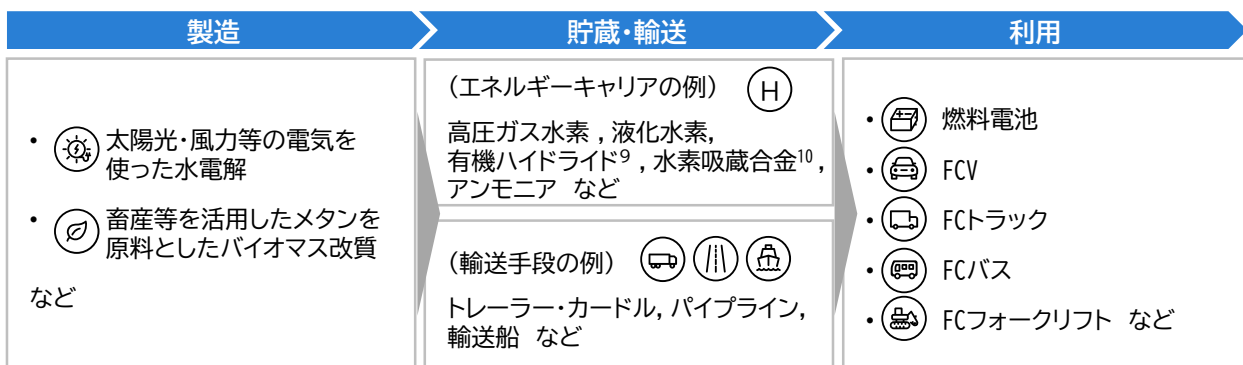 製造
貯蔵・輸送
利用
• 太陽光・風力等の電気を
使った水電解
• 畜産等を活用したメタンを
原料としたバイオマス改質
など
（エネルギーキャリアの例） H
高圧ガス水素 , 液化水素,
有機ハイドライド⁹ , 水素吸蔵合金¹⁰ ,
アンモニア など
（輸送手段の例）
トレーラー・カードル, パイプライン,
輸送船 など
• 燃料電池
• FCV
• FCトラック
• FCバス
• FCフォークリフト など